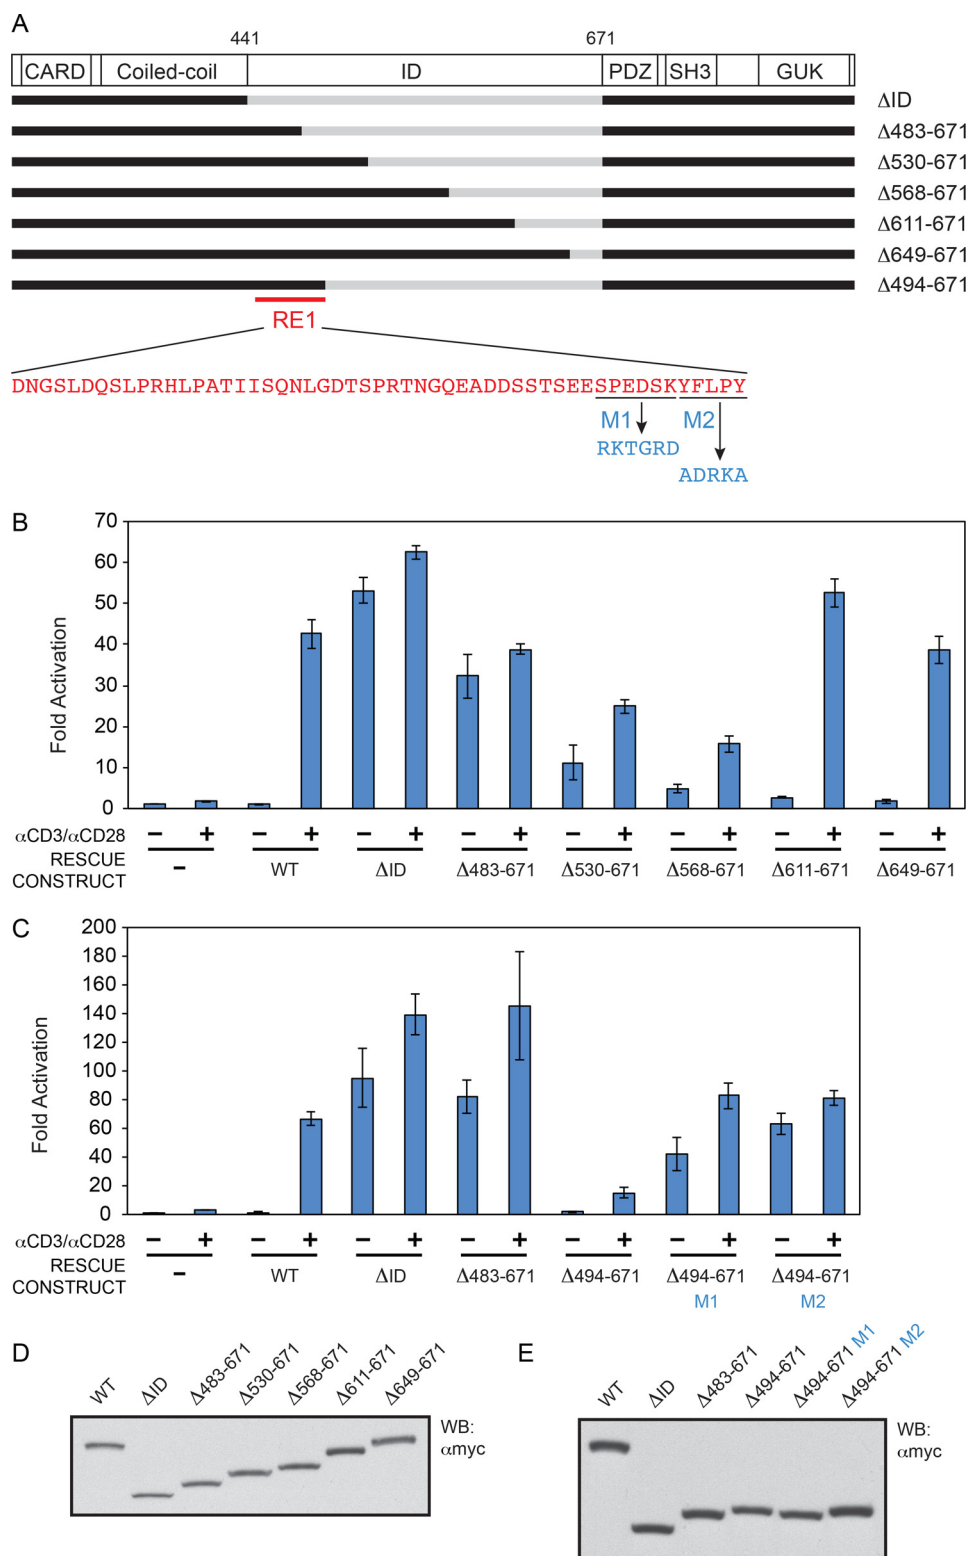 A
441 671
CARD Coiled-coil ID PDZ SH3 GUK
ΔID
Δ483-671
Δ530-671
Δ568-671
Δ611-671
Δ649-671
Δ494-671
RE1
DNGSLDQSLPRHLPATIISQNLGDTSPRTNGQEADDSSTSEESPEDSKYFLPY
M1 M2
RKTGRD
ADRKA
B
70
60
50
40
30
20
10
0
Fold Activation
αCD3/αCD28 − + − + − + − + − + − + − + − +
RESCUE CONSTRUCT
− WT ΔID Δ483-671 Δ530-671 Δ568-671 Δ611-671 Δ649-671
C
200
180
160
140
120
100
80
60
40
20
0
Fold Activation
αCD3/αCD28 − + − + − + − + − + − + − +
RESCUE CONSTRUCT
− WT ΔID Δ483-671 Δ494-671 Δ494-671 Δ494-671
M1 M2
D
WT ΔID Δ483-671 Δ530-671 Δ568-671 Δ611-671 Δ649-671
WB:
αmyc
E
WT ΔID Δ483-671 Δ494-671 Δ494-671 M1 Δ494-671 M2
WB:
αmyc